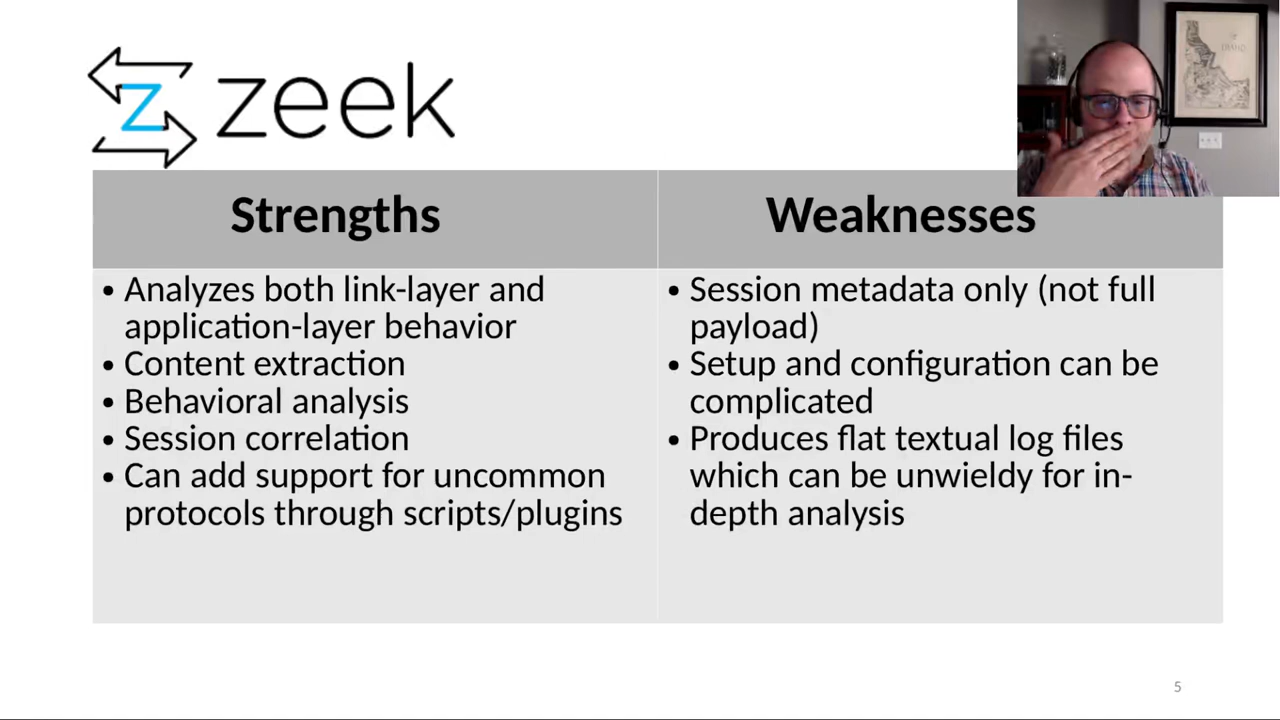 z zeek
Strengths
Weaknesses
• Analyzes both link-layer and
application-layer behavior
• Content extraction
• Behavioral analysis
• Session correlation
• Can add support for uncommon
protocols through scripts/plugins
• Session metadata only (not full
payload)
• Setup and configuration can be
complicated
• Produces flat textual log files
which can be unwieldy for in-
depth analysis
5